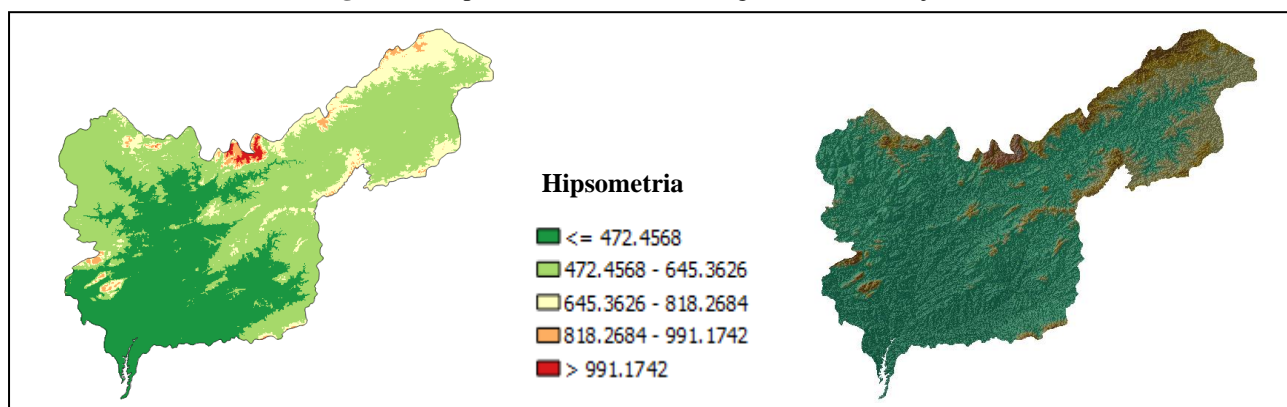 Hipsometria
<= 472.4568
472.4568 - 645.3626
645.3626 - 818.2684
818.2684 - 991.1742
> 991.1742